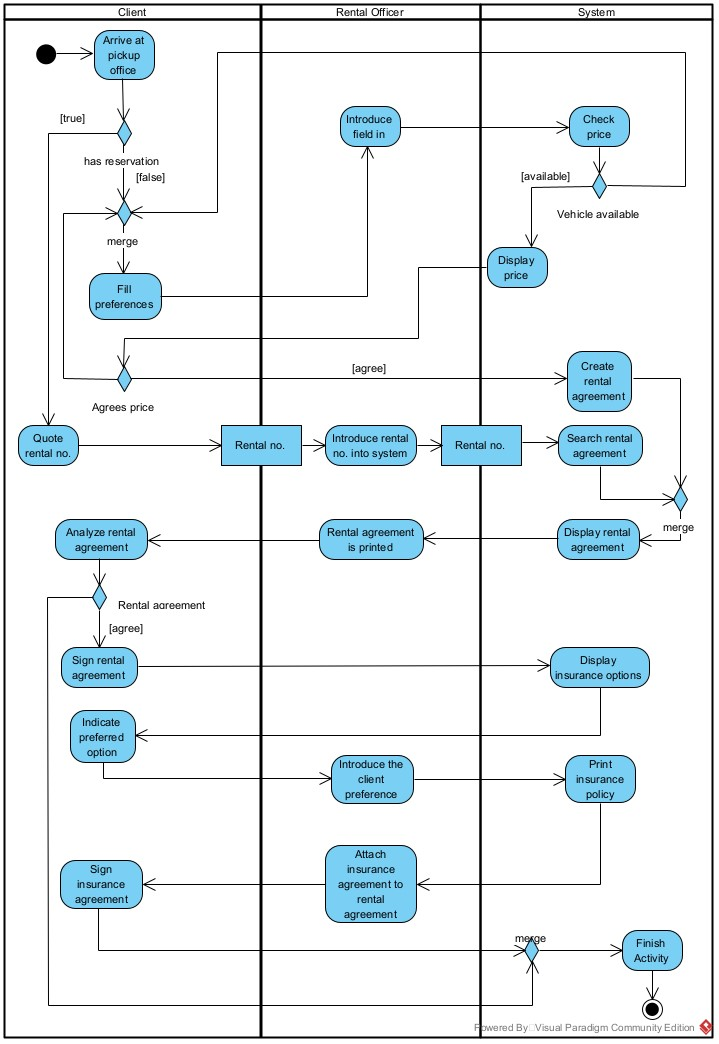 Client
Rental Officer
System
Arrive at
pickup
office
[true]
has reservation
[false]
merge
Fill
preferences
Introduce
field in
Check
price
[available]
Vehicle available
Display
price
Agrees price
[agree]
Create
rental
agreement
Quote
rental no.
Rental no.
Introduce rental
no. into system
Rental no.
Search rental
agreement
merge
Analyze rental
agreement
Rental agreement
is printed
Display rental
agreement
Rental agreement
[agree]
Sign rental
agreement
Display
insurance options
Indicate
preferred
option
Introduce the
client
preference
Print
insurance
policy
Sign
insurance
agreement
Attach
insurance
agreement to
rental
agreement
merge
Finish
Activity
Powered By Visual Paradigm Community Edition